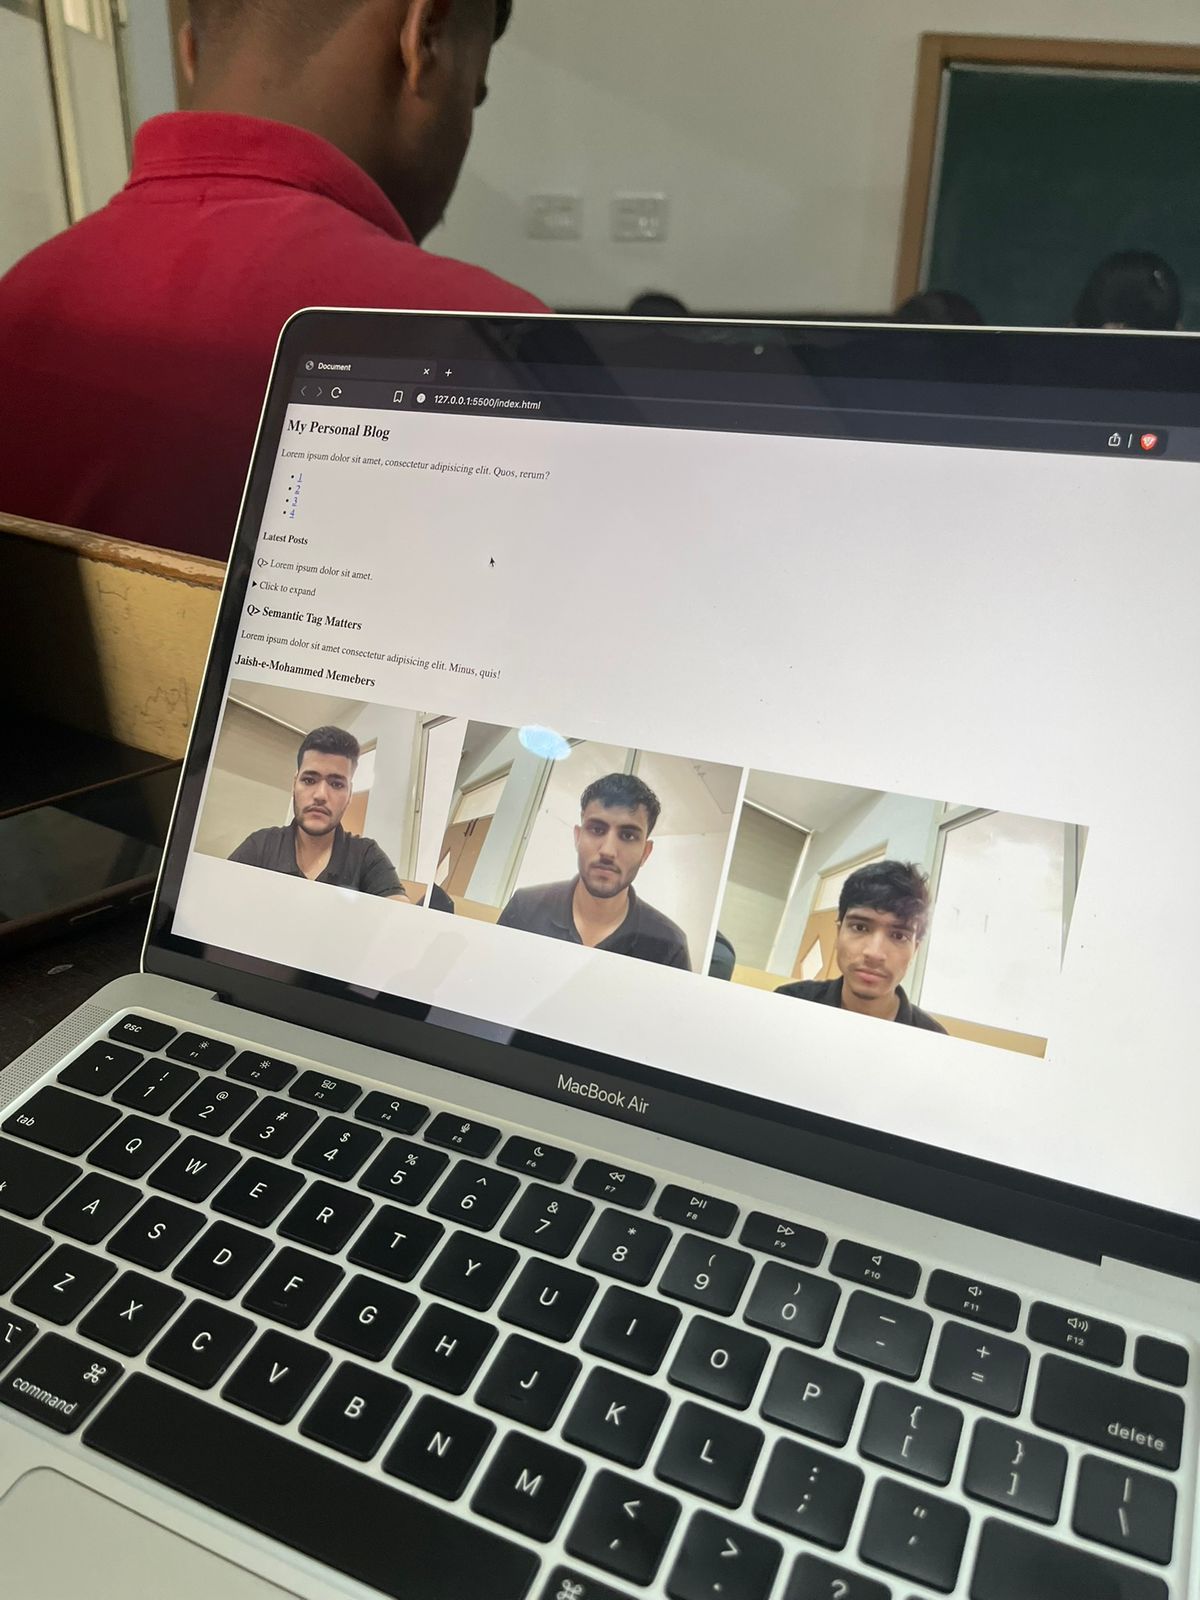 Document
127.0.0.1:5500/index.html
My Personal Blog
Lorem ipsum dolor sit amet, consectetur adipisicing elit. Quos, rerum?
1
2
3
4
Latest Posts
Q> Lorem ipsum dolor sit amet.
Click to expand
Q> Semantic Tag Matters
Lorem ipsum dolor sit amet consectetur adipisicing elit. Minus, quis!
Jaish-e-Mohammed Memebers
MacBook Air
esc F1 F2 F3 F4 F5 F6 F7 F8 F9 F10 F11 F12
~ ` ! 1 @ 2 # 3 $ 4 % 5 ^ 6 & 7 * 8 ( 9 ) 0 — - + = delete
tab Q W E R T Y U I O P { [ } ] | \
A S D F G H J K L : ; " '
Z X C V B N M < , > . ?
command